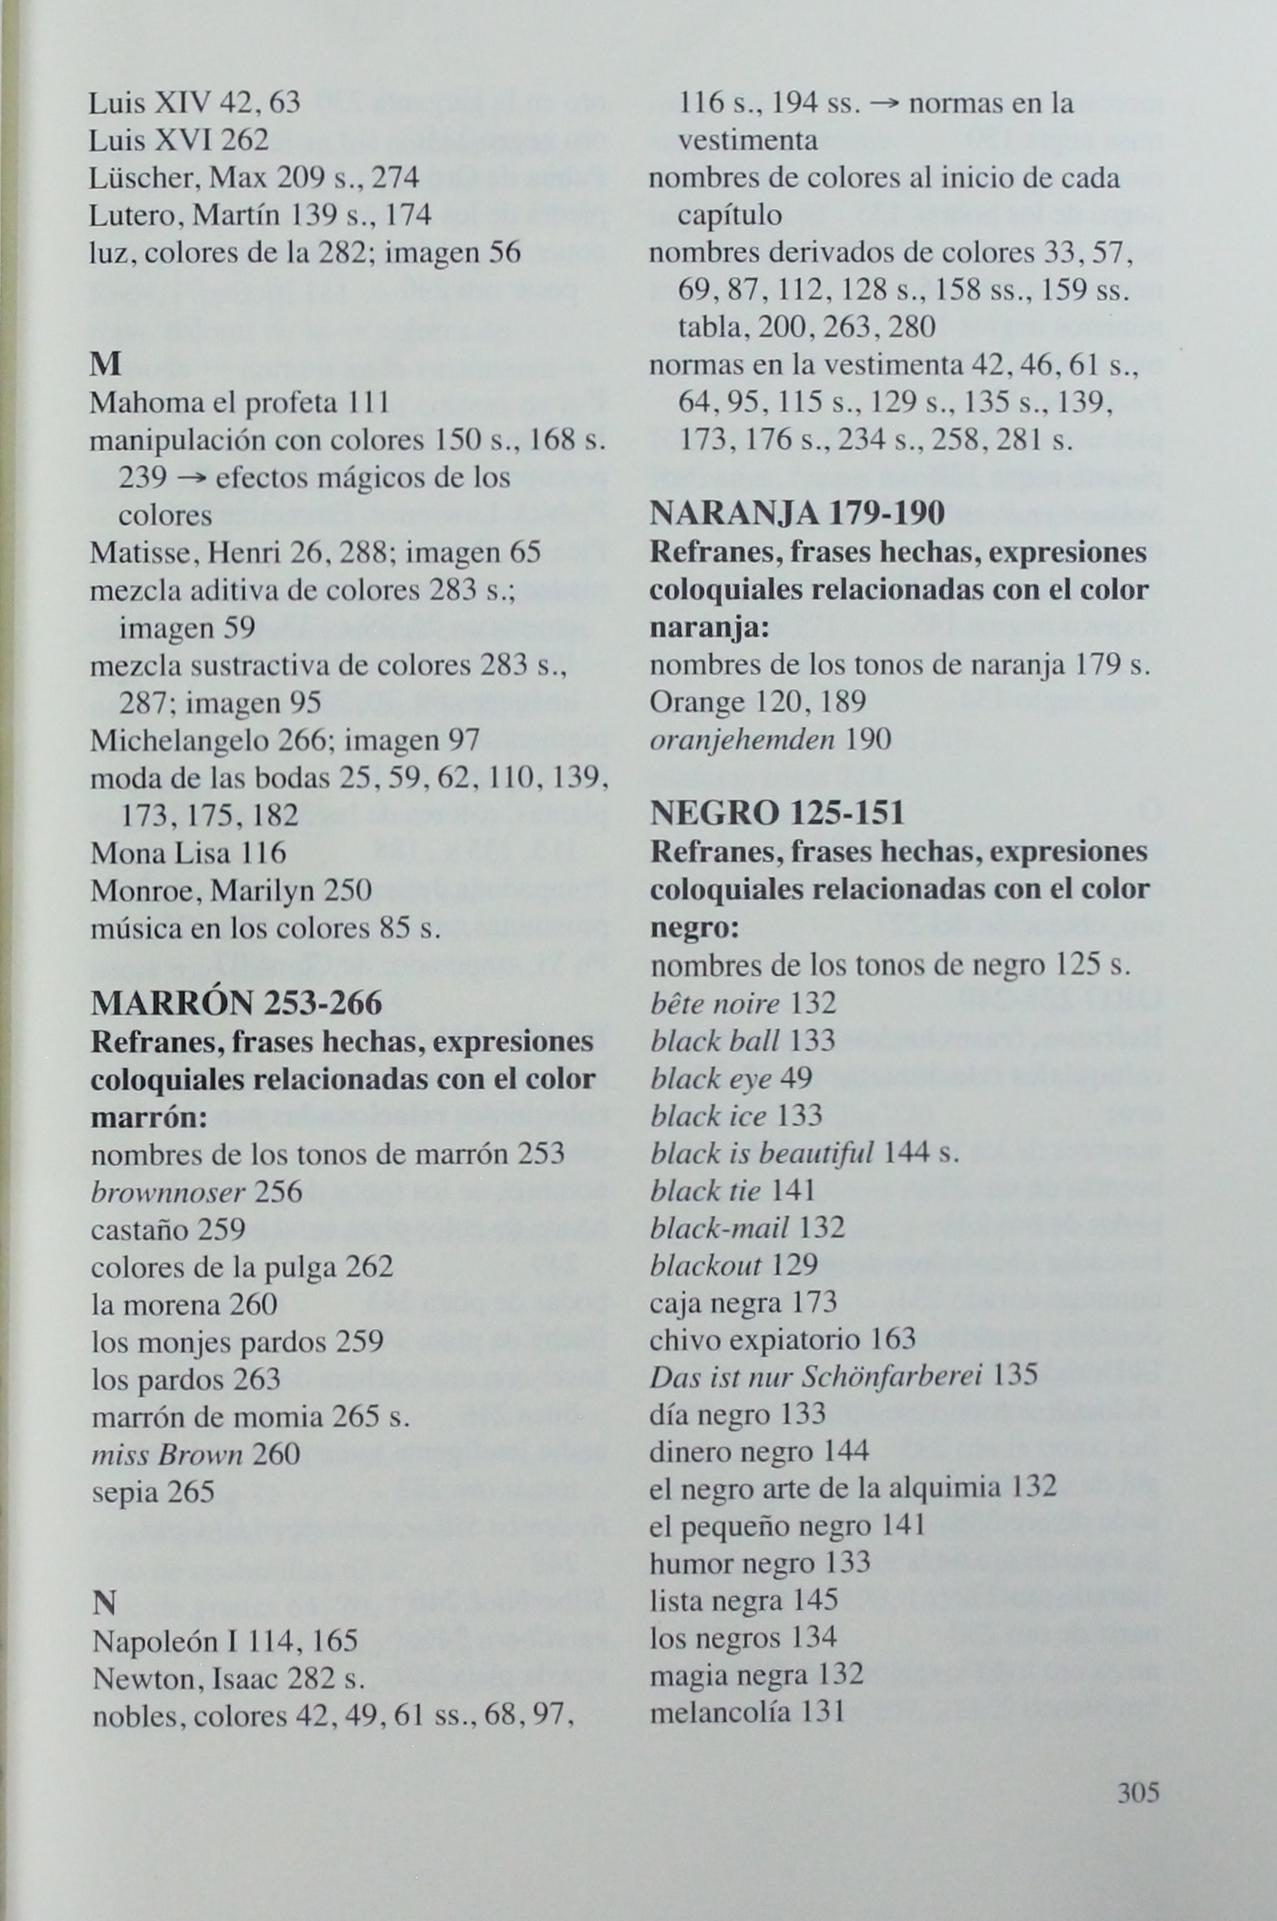 Luis XIV 42, 63
Luis XVI 262
Lüscher, Max 209 s., 274
Lutero, Martín 139 s., 174
luz, colores de la 282; imagen 56
M
Mahoma el profeta 111
manipulación con colores 150 s., 168 s.
239 → efectos mágicos de los
colores
Matisse, Henri 26, 288; imagen 65
mezcla aditiva de colores 283 s.;
imagen 59
mezcla sustractiva de colores 283 s.,
287; imagen 95
Michelangelo 266; imagen 97
moda de las bodas 25, 59, 62, 110, 139,
173, 175, 182
Mona Lisa 116
Monroe, Marilyn 250
música en los colores 85 s.
MARRÓN 253-266
Refranes, frases hechas, expresiones
coloquiales relacionadas con el color
marrón:
nombres de los tonos de marrón 253
brownnoser 256
castaño 259
colores de la pulga 262
la morena 260
los monjes pardos 259
los pardos 263
marrón de momia 265 s.
miss Brown 260
sepia 265
N
Napoleón I 114, 165
Newton, Isaac 282 s.
nobles, colores 42, 49, 61 ss., 68, 97,
116 s., 194 ss. → normas en la
vestimenta
nombres de colores al inicio de cada
capítulo
nombres derivados de colores 33, 57,
69, 87, 112, 128 s., 158 ss., 159 ss.
tabla, 200, 263, 280
normas en la vestimenta 42, 46, 61 s.,
64, 95, 115 s., 129 s., 135 s., 139,
173, 176 s., 234 s., 258, 281 s.
NARANJA 179-190
Refranes, frases hechas, expresiones
coloquiales relacionadas con el color
naranja:
nombres de los tonos de naranja 179 s.
Orange 120, 189
oranjehemden 190
NEGRO 125-151
Refranes, frases hechas, expresiones
coloquiales relacionadas con el color
negro:
nombres de los tonos de negro 125 s.
bête noire 132
black ball 133
black eye 49
black ice 133
black is beautiful 144 s.
black tie 141
black-mail 132
blackout 129
caja negra 173
chivo expiatorio 163
Das ist nur Schönfarberei 135
día negro 133
dinero negro 144
el negro arte de la alquimia 132
el pequeño negro 141
humor negro 133
lista negra 145
los negros 134
magia negra 132
melancolía 131
305